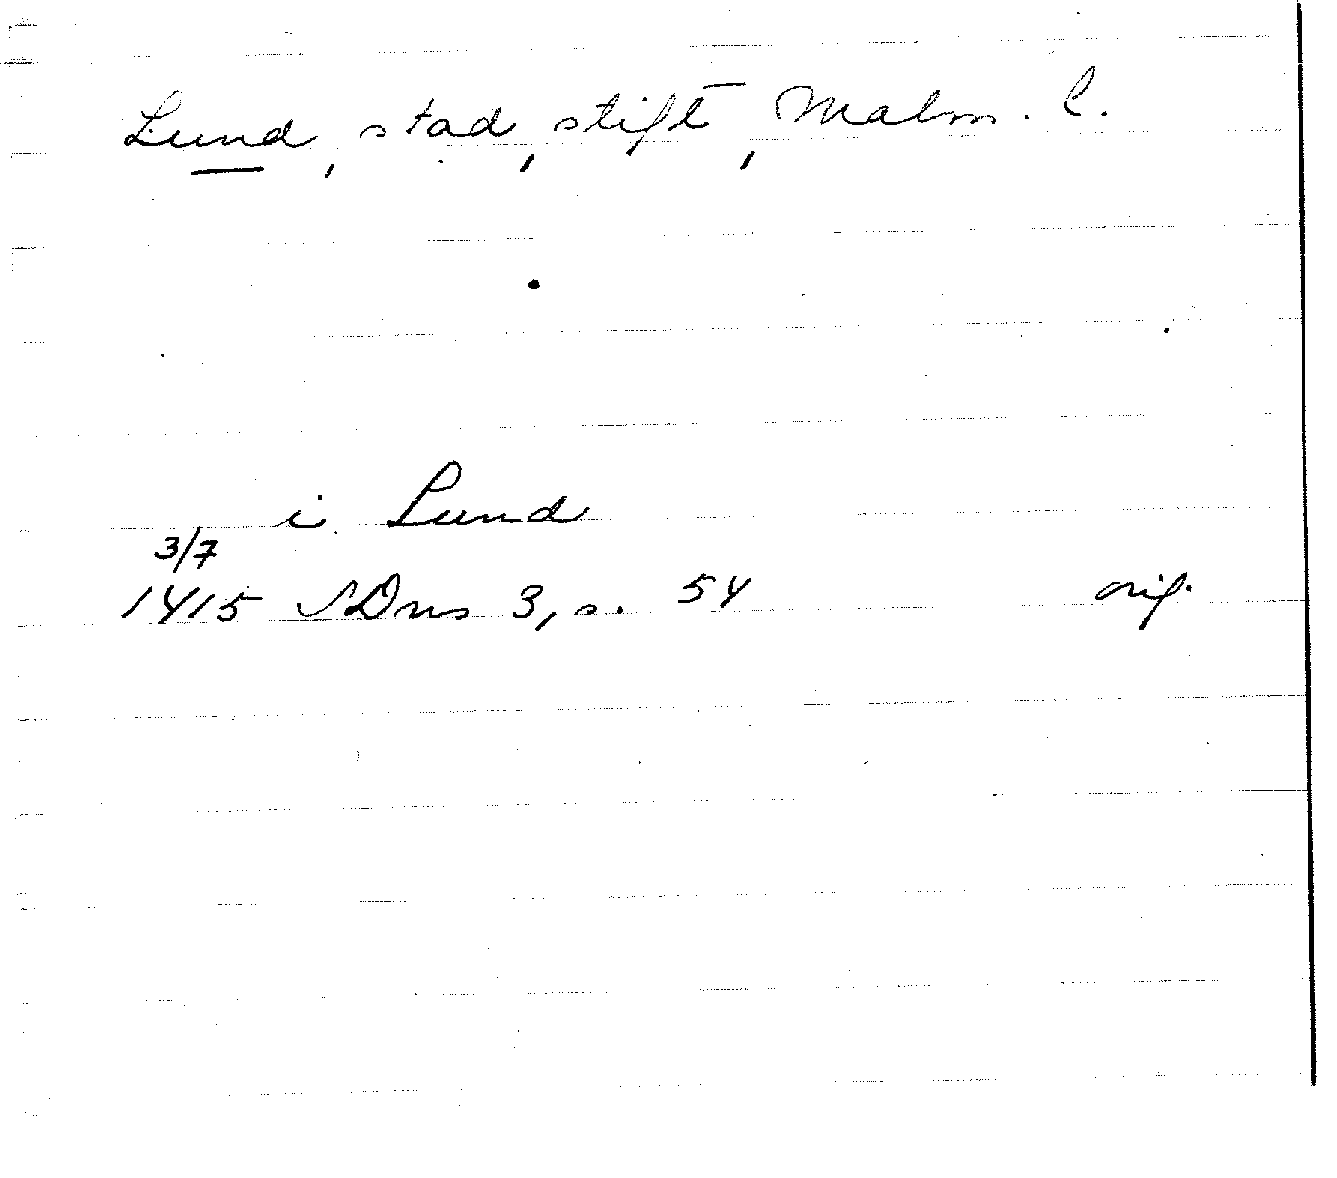 Lund, stad, stift, Malm. l.
i Lund
3/7
1415 SDns 3, s. 54 orig.